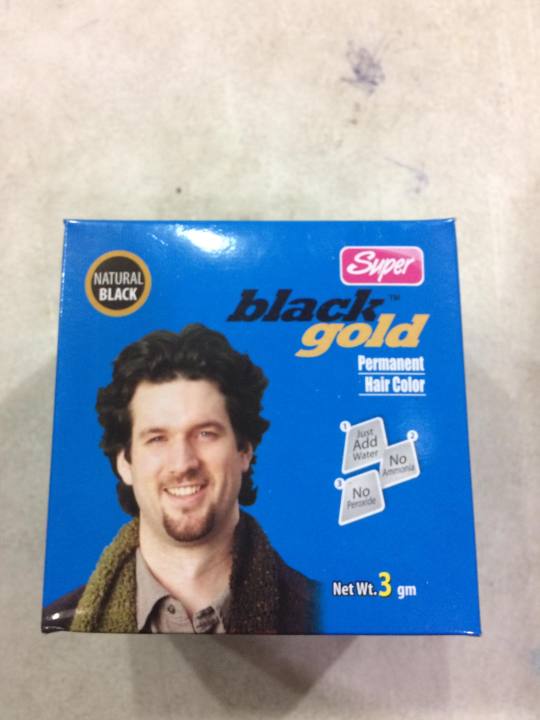 NATURAL
BLACK
Super
black™
gold
Permanent
Hair Color
1
Just
Add
Water
2
No
Ammonia
3
No
Peroxide
Net Wt. 3 gm